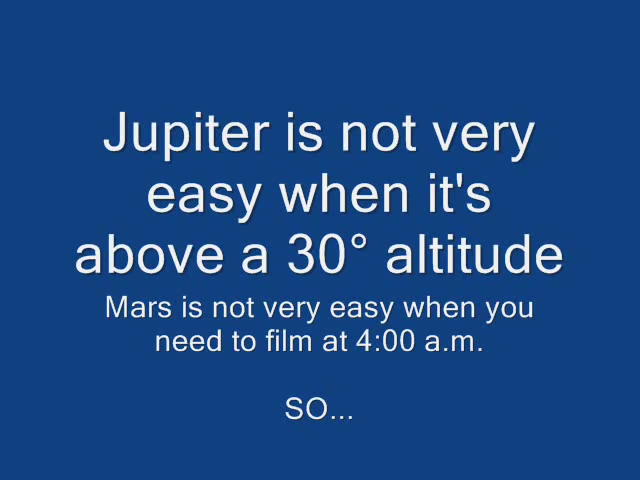 Jupiter is not very
easy when it's
above a 30° altitude
Mars is not very easy when you
need to film at 4:00 a.m.
SO...